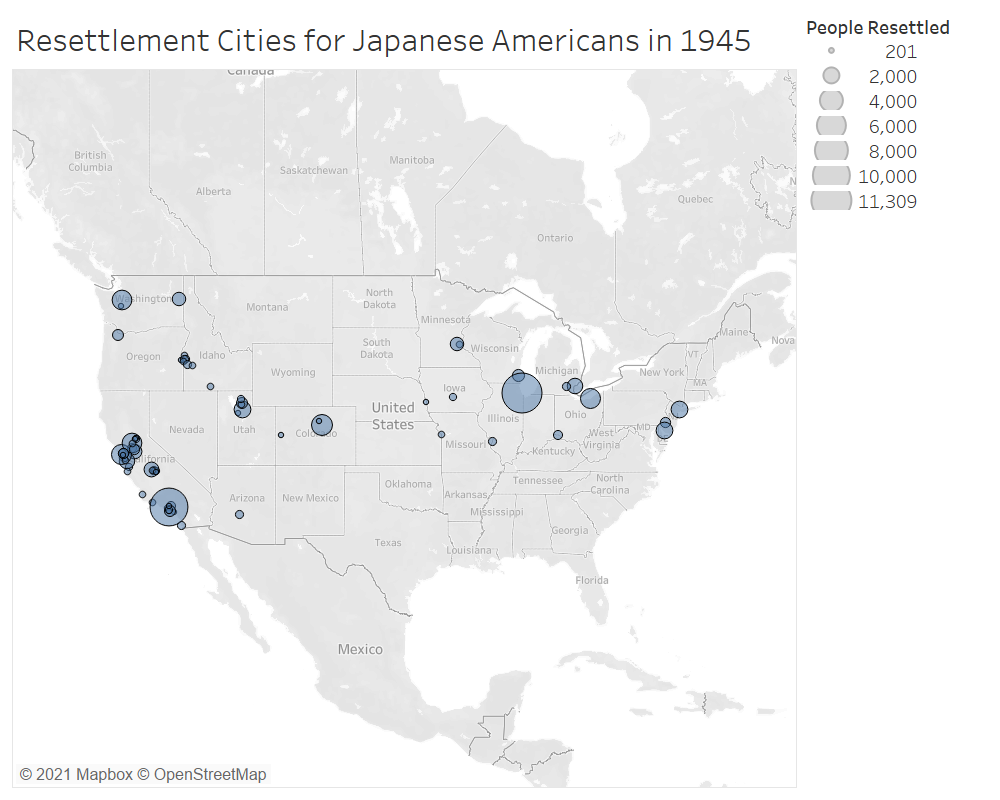 Resettlement Cities for Japanese Americans in 1945
People Resettled
201
2,000
4,000
6,000
8,000
10,000
11,309
Canada
British
Columbia
Alberta
Saskatchewan
Manitoba
Ontario
Quebec
N
Washington
Montana
North
Dakota
Minnesota
Maine
Nova
Oregon
Idaho
South
Dakota
Wisconsin
Michigan
VT
New York
Wyoming
MA
Iowa
United
States
Nevada
Utah
Illinois
Ohio
Colorado
Missouri
Kentucky
West
Virginia
MD
California
Arizona
New Mexico
Oklahoma
Tennessee
North
Carolina
Arkansas
Mississippi
Georgia
Texas
Louisiana
Florida
Mexico
© 2021 Mapbox © OpenStreetMap